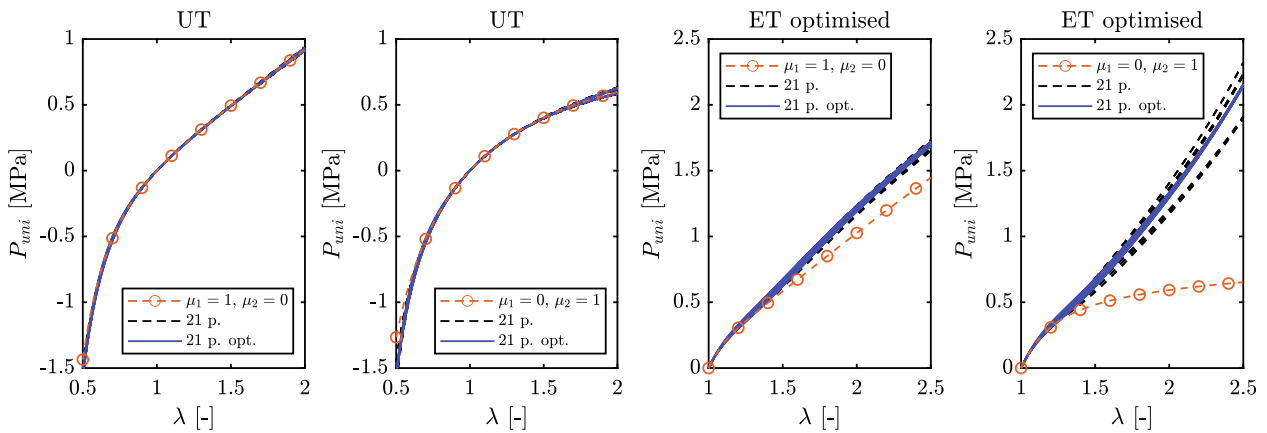 UT
1
0.5
0
-0.5
-1
-1.5
P_uni [MPa]
μ₁ = 1, μ₂ = 0
21 p.
21 p. opt.
0.5 1 1.5 2
λ [-]
UT
1
0.5
0
-0.5
-1
-1.5
P_uni [MPa]
μ₁ = 0, μ₂ = 1
21 p.
21 p. opt.
0.5 1 1.5 2
λ [-]
ET optimised
2.5
2
1.5
1
0.5
0
P_uni [MPa]
μ₁ = 1, μ₂ = 0
21 p.
21 p. opt.
1 1.5 2 2.5
λ [-]
ET optimised
2.5
2
1.5
1
0.5
0
P_uni [MPa]
μ₁ = 0, μ₂ = 1
21 p.
21 p. opt.
1 1.5 2 2.5
λ [-]